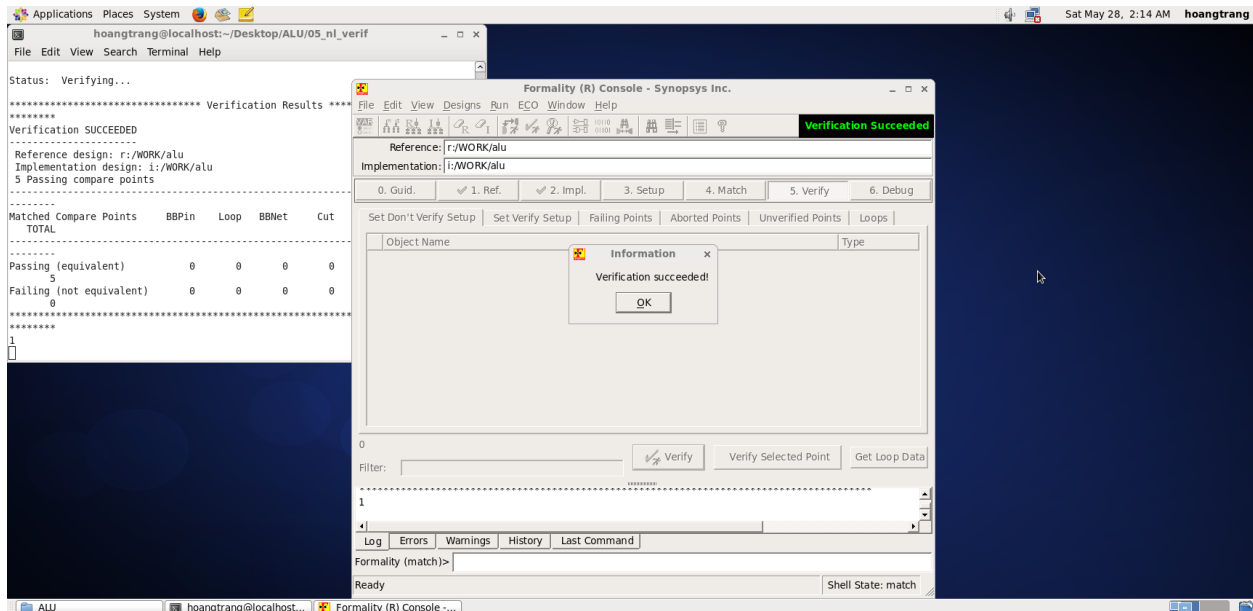 Applications Places System Sat May 28, 2:14 AM hoangtrang
hoangtrang@localhost:~/Desktop/ALU/05_nl_verif
File Edit View Search Terminal Help
Status: Verifying...
********************************* Verification Results ****
********
Verification SUCCEEDED
----------------------
Reference design: r:/WORK/alu
Implementation design: i:/WORK/alu
5 Passing compare points
--------
Matched Compare Points BBPin Loop BBNet Cut
TOTAL
--------
Passing (equivalent) 0 0 0 0
5
Failing (not equivalent) 0 0 0 0
0
********
1
Formality (R) Console - Synopsys Inc.
File Edit View Designs Run ECO Window Help
Verification Succeeded
Reference: r:/WORK/alu
Implementation: i:/WORK/alu
0. Guid. 1. Ref. 2. Impl. 3. Setup 4. Match 5. Verify 6. Debug
Set Don't Verify Setup Set Verify Setup Failing Points Aborted Points Unverified Points Loops
Object Name Type
Information
Verification succeeded!
OK
0
Verify Verify Selected Point Get Loop Data
Filter:
1
Log Errors Warnings History Last Command
Formality (match)>
Ready Shell State: match
ALU hoangtrang@localhost... Formality (R) Console -...